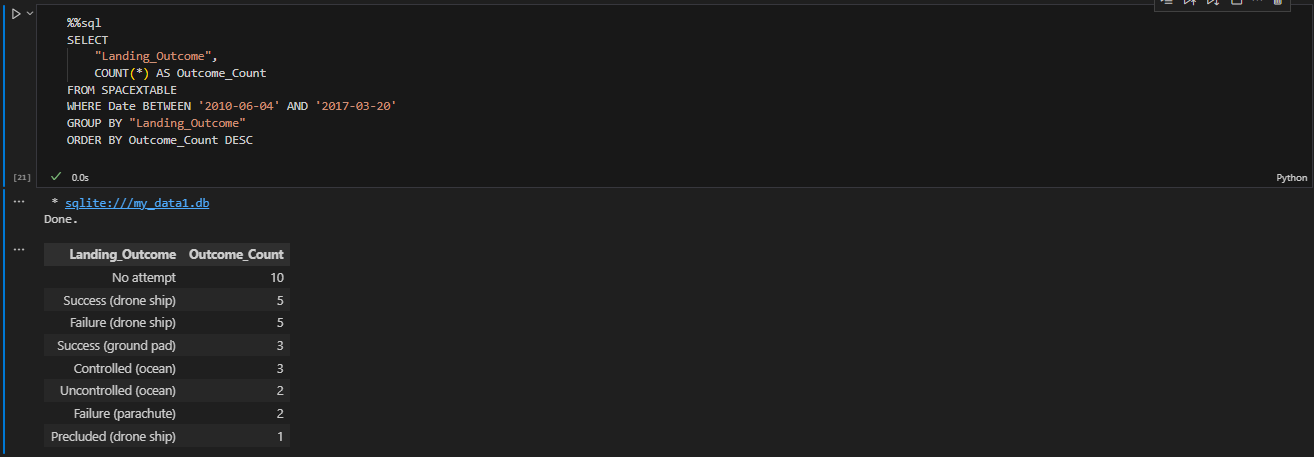 %%sql
SELECT
"Landing_Outcome",
COUNT(*) AS Outcome_Count
FROM SPACEXTABLE
WHERE Date BETWEEN '2010-06-04' AND '2017-03-20'
GROUP BY "Landing_Outcome"
ORDER BY Outcome_Count DESC
[21] 0.0s Python
* sqlite:///my_data1.db
Done.
Landing_Outcome Outcome_Count
No attempt 10
Success (drone ship) 5
Failure (drone ship) 5
Success (ground pad) 3
Controlled (ocean) 3
Uncontrolled (ocean) 2
Failure (parachute) 2
Precluded (drone ship) 1